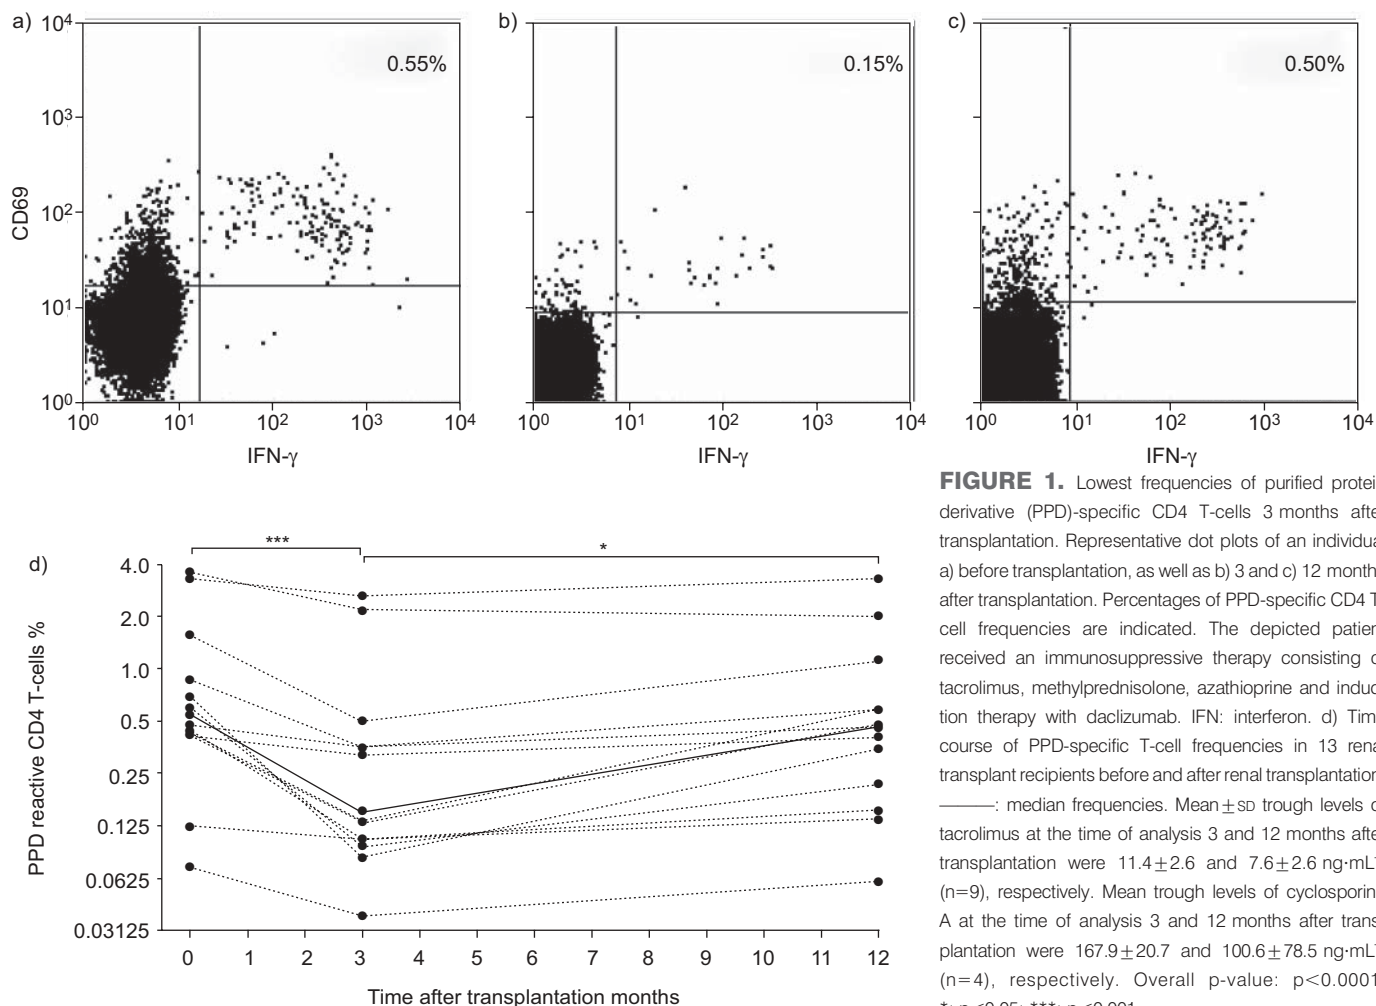 a)
10⁴
10³
10²
10¹
10⁰
CD69
0.55%
10⁰ 10¹ 10² 10³ 10⁴
IFN-γ
b)
0.15%
10⁰ 10¹ 10² 10³ 10⁴
IFN-γ
c)
0.50%
10⁰ 10¹ 10² 10³ 10⁴
IFN-γ
d)
*** *
4.0
2.0
1.0
0.5
0.25
0.125
0.0625
0.03125
PPD reactive CD4 T-cells %
0 1 2 3 4 5 6 7 8 9 10 11 12
Time after transplantation months
FIGURE 1. Lowest frequencies of purified protei
derivative (PPD)-specific CD4 T-cells 3 months afte
transplantation. Representative dot plots of an individua
a) before transplantation, as well as b) 3 and c) 12 month
after transplantation. Percentages of PPD-specific CD4 T
cell frequencies are indicated. The depicted patien
received an immunosuppressive therapy consisting o
tacrolimus, methylprednisolone, azathioprine and induc
tion therapy with daclizumab. IFN: interferon. d) Tim
course of PPD-specific T-cell frequencies in 13 rena
transplant recipients before and after renal transplantation
———: median frequencies. Mean±SD trough levels o
tacrolimus at the time of analysis 3 and 12 months afte
transplantation were 11.4±2.6 and 7.6±2.6 ng·mL
(n=9), respectively. Mean trough levels of cyclosporin
A at the time of analysis 3 and 12 months after trans
plantation were 167.9±20.7 and 100.6±78.5 ng·mL
(n=4), respectively. Overall p-value: p<0.0001